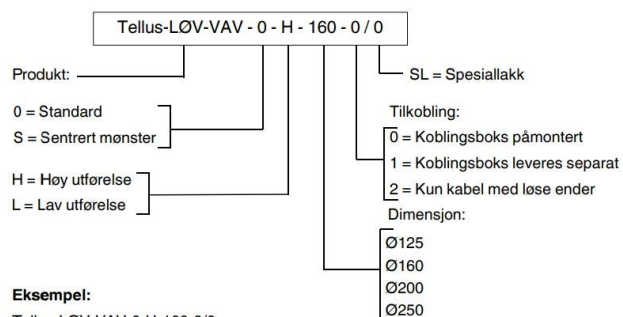 Tellus-LØV-VAV - 0 - H - 160 - 0 / 0
Produkt:
0 = Standard
S = Sentrert mønster
H = Høy utførelse
L = Lav utførelse
SL = Spesiallakk
Tilkobling:
0 = Koblingsboks påmontert
1 = Koblingsboks leveres separat
2 = Kun kabel med løse ender
Dimensjon:
Ø125
Ø160
Ø200
Ø250
Eksempel: